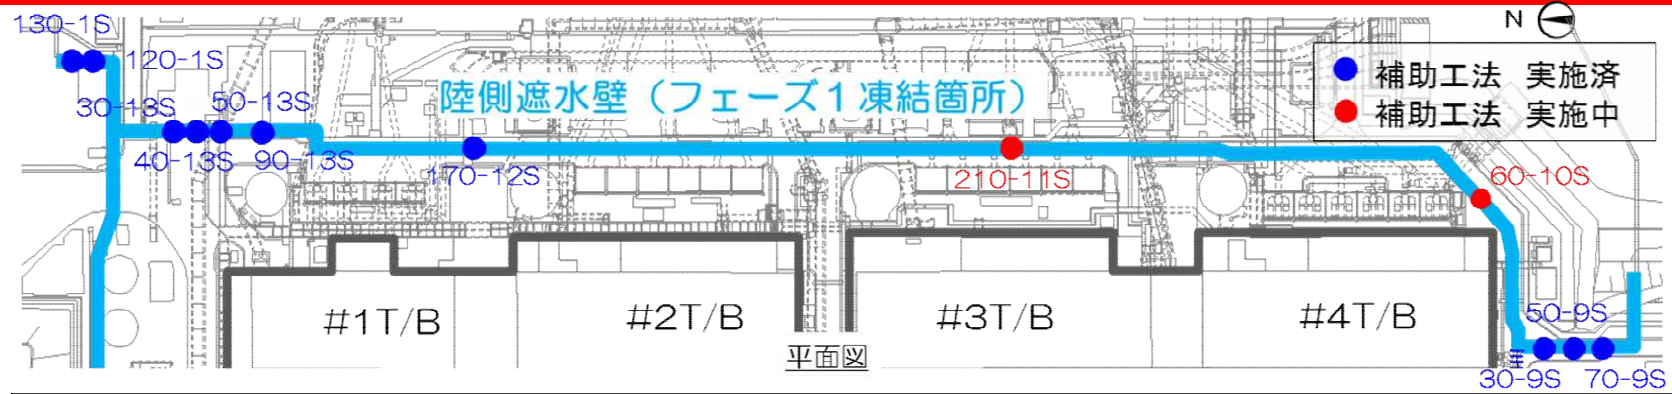 130-1S
N
120-1S
補助工法 実施済
補助工法 実施中
陸側遮水壁（フェーズ１凍結箇所）
30-13S
50-13S
40-13S
90-13S
170-12S
210-11S
60-10S
#1T/B
#2T/B
#3T/B
#4T/B
50-9S
平面図
30-9S
70-9S